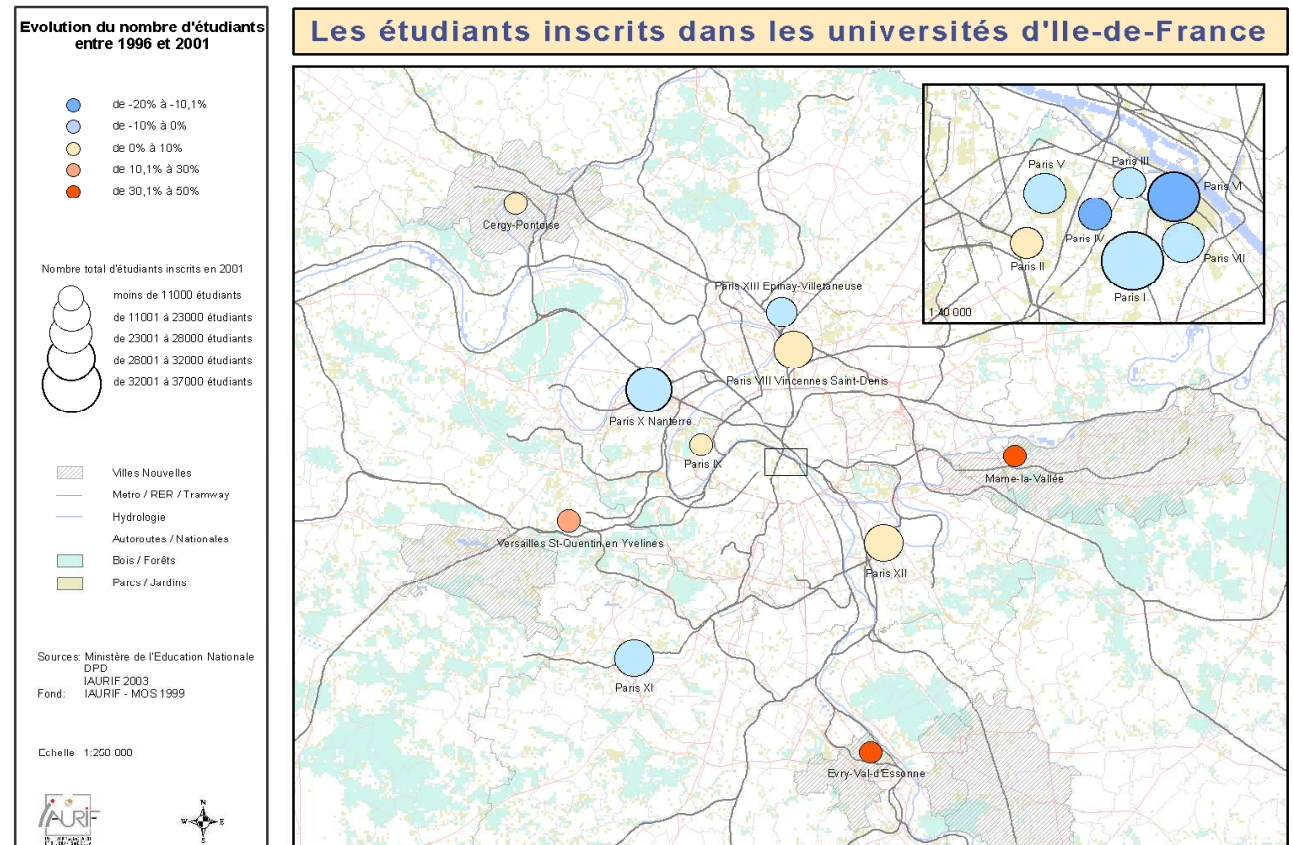 Evolution du nombre d'étudiants
entre 1996 et 2001
de -20% à -10,1%
de -10% à 0%
de 0% à 10%
de 10,1% à 30%
de 30,1% à 50%
Nombre total d'étudiants inscrits en 2001
moins de 11000 étudiants
de 11001 à 23000 étudiants
de 23001 à 28000 étudiants
de 28001 à 32000 étudiants
de 32001 à 37000 étudiants
Villes Nouvelles
Metro / RER / Tramway
Hydrologie
Autoroutes / Nationales
Bois / Forêts
Parcs / Jardins
Sources: Ministère de l'Education Nationale
DPD
IAURIF 2003
Fond: IAURIF - MOS 1999
Echelle 1:250 000
IAURIF
N
W
E
S
Les étudiants inscrits dans les universités d'Ile-de-France
Paris V
Paris III
Paris VI
Paris IV
Paris II
Paris VII
Paris I
1:40 000
Cergy-Pontoise
Paris XIII Epinay-Villetaneuse
Paris VIII Vincennes Saint-Denis
Paris X Nanterre
Paris IX
Marne-la-Vallée
Versailles St-Quentin en Yvelines
Paris XII
Paris XI
Evry-Val-d'Essonne